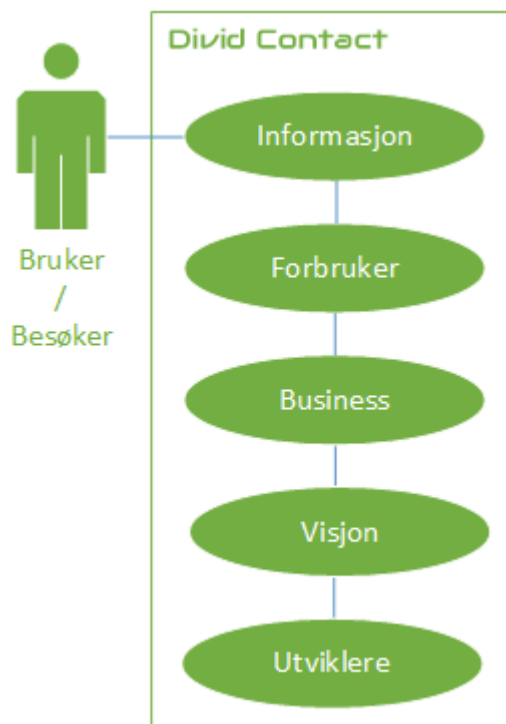 Divid Contact
Informasjon
Bruker
/
Besøker
Forbruker
Business
Visjon
Utviklere